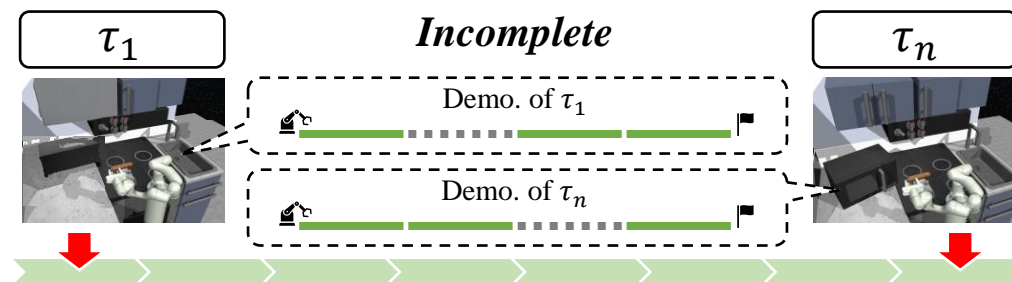 τ₁
Incomplete
τₙ
Demo. of τ₁
Demo. of τₙ